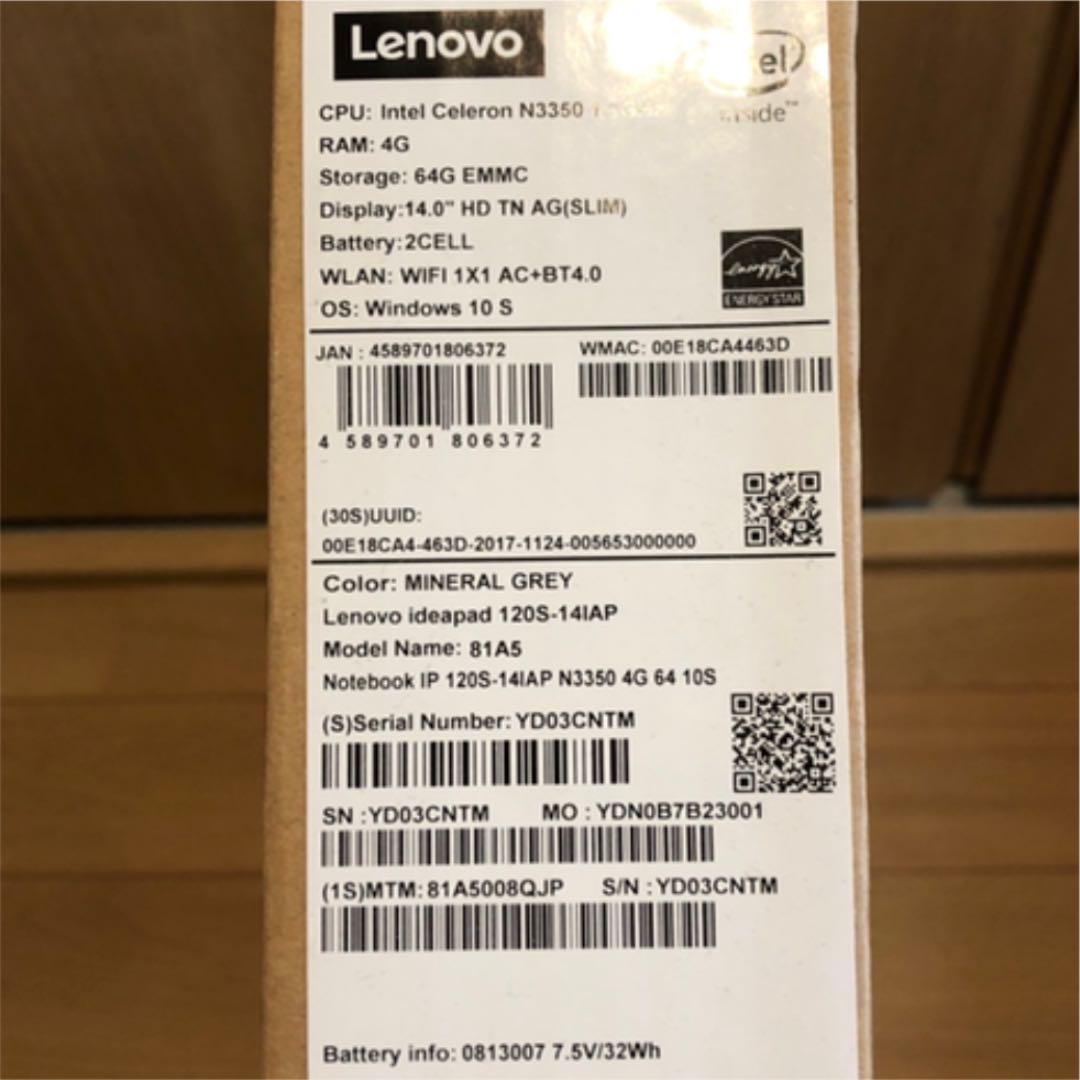 Lenovo
CPU: Intel Celeron N3350
inside™
RAM: 4G
Storage: 64G EMMC
Display:14.0" HD TN AG(SLIM)
Battery:2CELL
WLAN: WIFI 1X1 AC+BT4.0
ENERGY STAR
OS: Windows 10 S
JAN : 4589701806372
WMAC: 00E18CA4463D
4 589701 806372
(30S)UUID:
00E18CA4-463D-2017-1124-005653000000
Color: MINERAL GREY
Lenovo ideapad 120S-14IAP
Model Name: 81A5
Notebook IP 120S-14IAP N3350 4G 64 10S
(S)Serial Number: YD03CNTM
SN :YD03CNTM MO : YDN0B7B23001
(1S)MTM: 81A5008QJP S/N : YD03CNTM
Battery info: 0813007 7.5V/32Wh